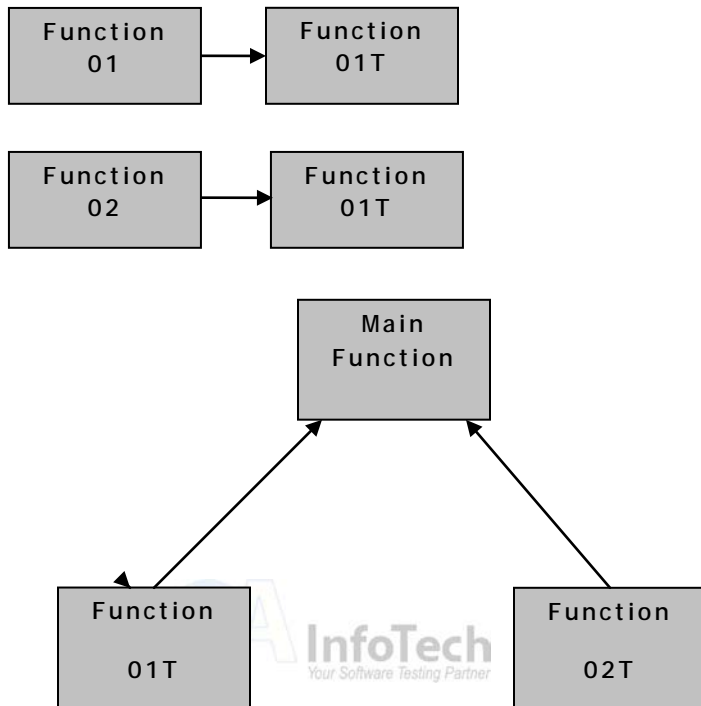 Function
01
Function
01T
Function
02
Function
01T
Main
Function
Function
01T
Function
02T
InfoTech
Your Software Testing Partner